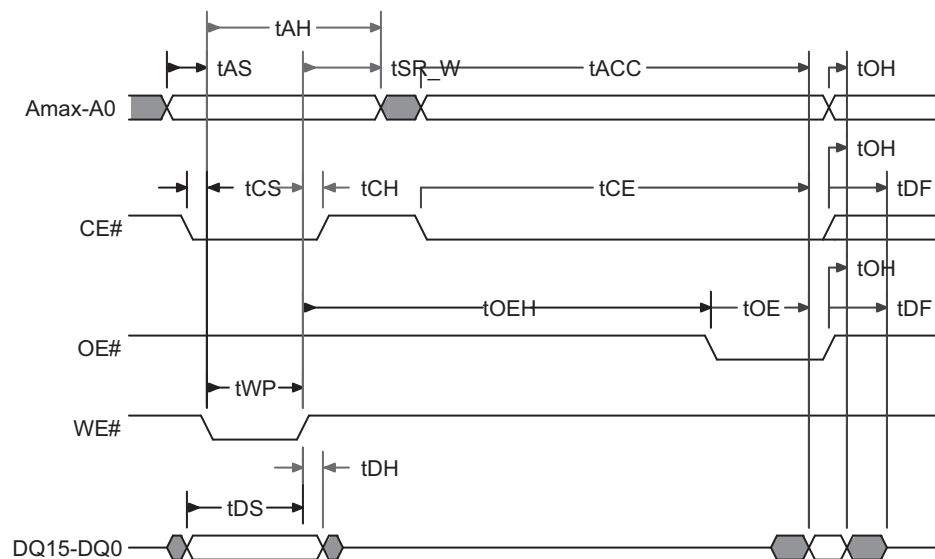 tAH
tAS tSR_W tACC tOH
Amax-A0
tOH
tCS tCH tCE tDF
CE#
tOH
tOEH tOE tDF
OE#
tWP
WE#
tDH
tDS
DQ15-DQ0